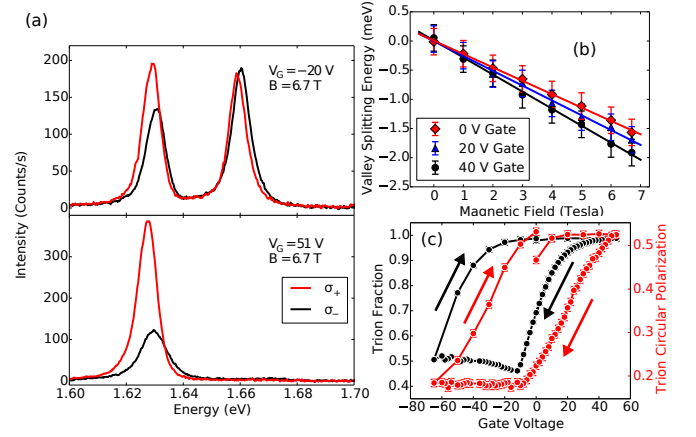 (a)
200
150
100
50
0
V_G=−20 V
B=6.7 T
Intensity (Counts/s)
300
200
100
0
V_G=51 V
B=6.7 T
σ+
σ−
1.60 1.62 1.64 1.66 1.68 1.70
Energy (eV)
Valley Splitting Energy (meV)
0.0
−0.5
−1.0
−1.5
−2.0
−2.5
(b)
0 V Gate
20 V Gate
40 V Gate
0 1 2 3 4 5 6 7
Magnetic Field (Tesla)
(c)
Trion Fraction
1.0
0.9
0.8
0.7
0.6
0.5
0.4
0.5
0.4
0.3
0.2
Trion Circular Polarization
−80 −60 −40 −20 0 20 40 60
Gate Voltage